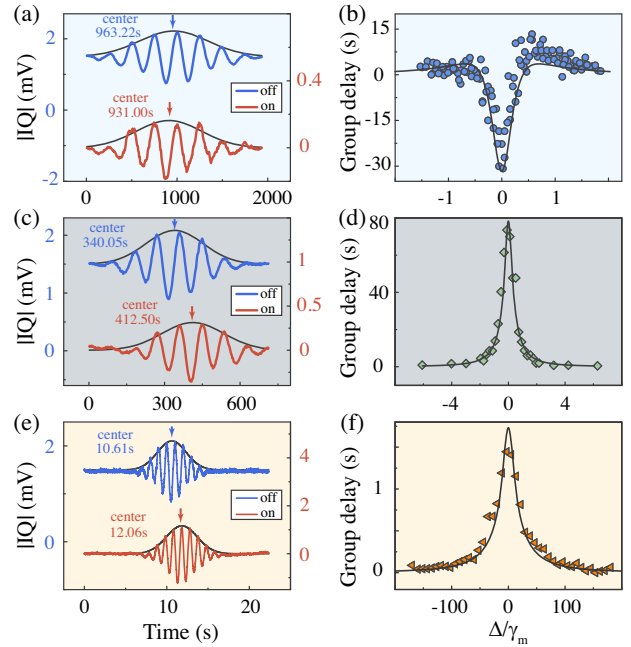 (a)
center
963.22s
center
931.00s
off
on
|IQ| (mV)
2
0
-2
0.4
0
0
1000
2000
(b)
Group delay (s)
15
0
-15
-30
-1
0
1
(c)
center
340.05s
center
412.50s
off
on
|IQ| (mV)
2
1
0
1
0.5
0
0
300
600
(d)
Group delay (s)
80
40
0
-4
0
4
(e)
center
10.61s
center
12.06s
off
on
|IQ| (mV)
2
0
4
2
0
0
10
20
Time (s)
(f)
Group delay (s)
1
0
-100
0
100
Δ/γm